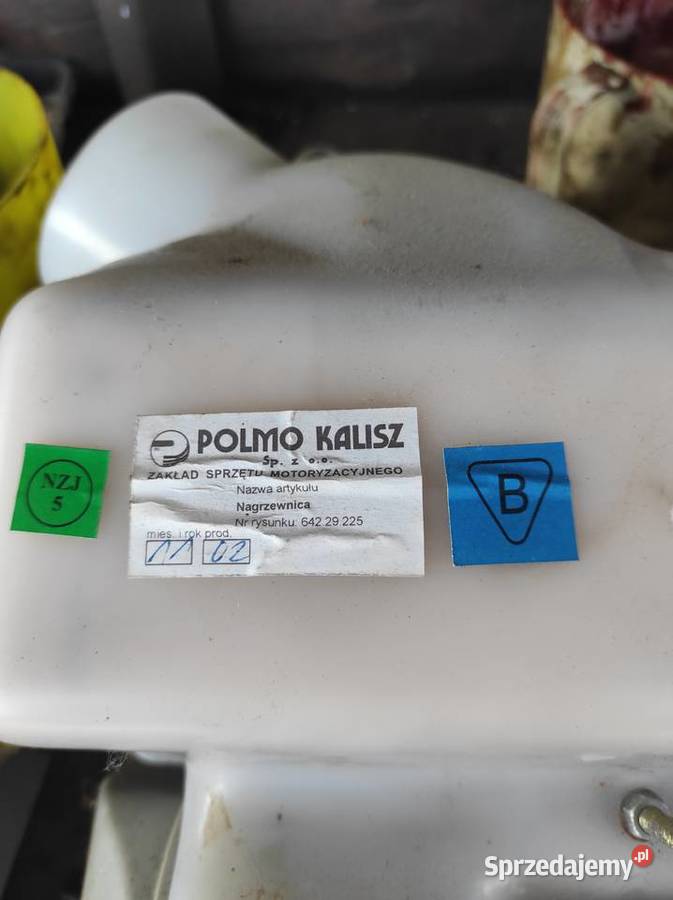 POLMO KALISZ
Sp. z o.o.
ZAKŁAD SPRZĘTU MOTORYZACYJNEGO
Nazwa artykułu
Nagrzewnica
Nr rysunku: 642 29 225
mies. i rok prod.
11 02
NZJ
5
B
Sprzedajemy.pl